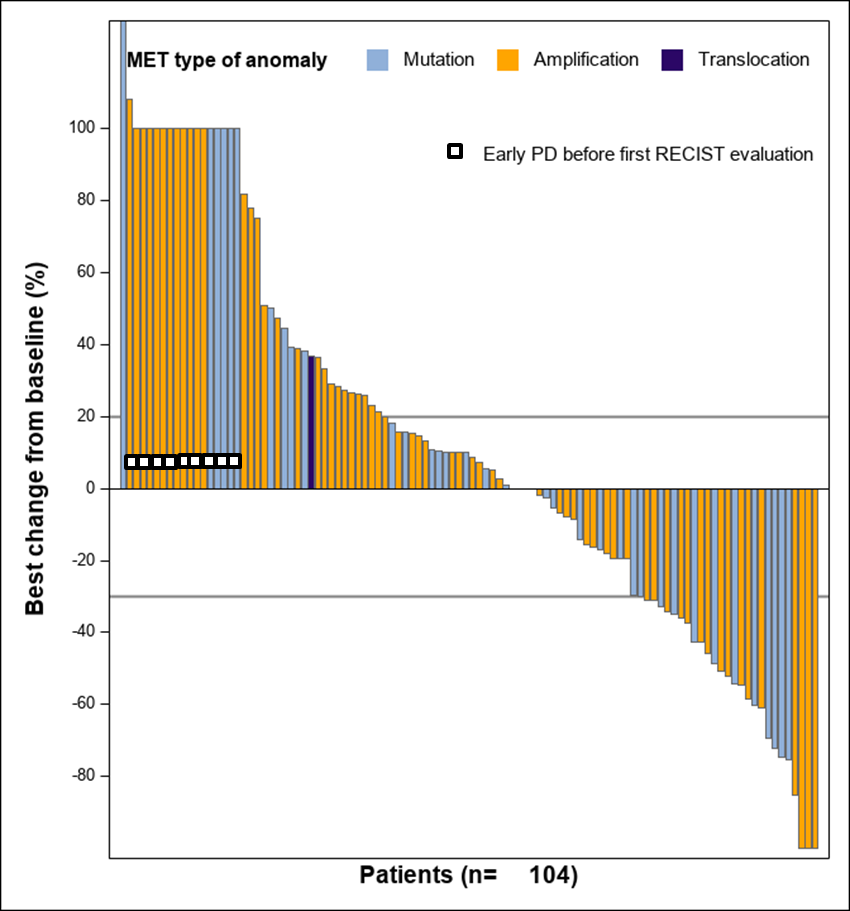 MET type of anomaly Mutation Amplification Translocation
Early PD before first RECIST evaluation
100
80
60
40
20
0
-20
-40
-60
-80
Best change from baseline (%)
Patients (n= 104)